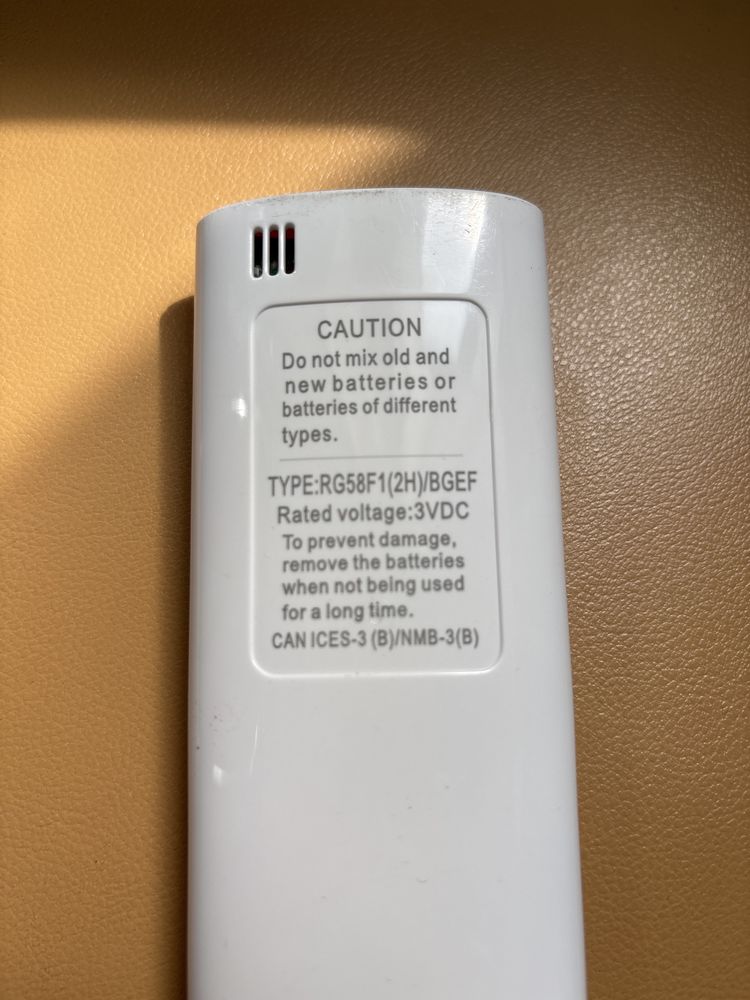 CAUTION
Do not mix old and
new batteries or
batteries of different
types.
TYPE:RG58F1(2H)/BGEF
Rated voltage:3VDC
To prevent damage,
remove the batteries
when not being used
for a long time.
CAN ICES-3 (B)/NMB-3(B)